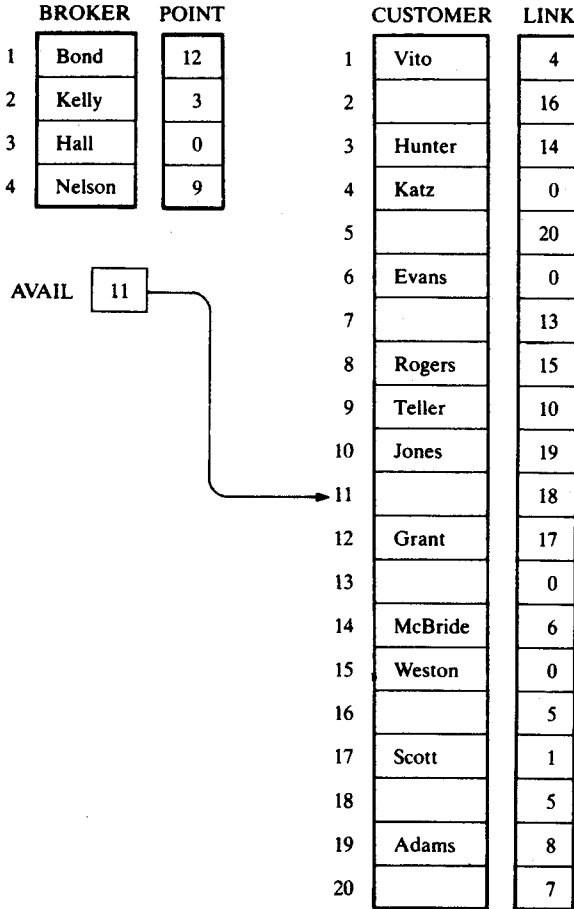 BROKER POINT CUSTOMER LINK
1 Bond 12 1 Vito 4
2 Kelly 3 2 16
3 Hall 0 3 Hunter 14
4 Nelson 9 4 Katz 0
5 20
AVAIL 11 6 Evans 0
7 13
8 Rogers 15
9 Teller 10
10 Jones 19
11 18
12 Grant 17
13 0
14 McBride 6
15 Weston 0
16 5
17 Scott 1
18 5
19 Adams 8
20 7